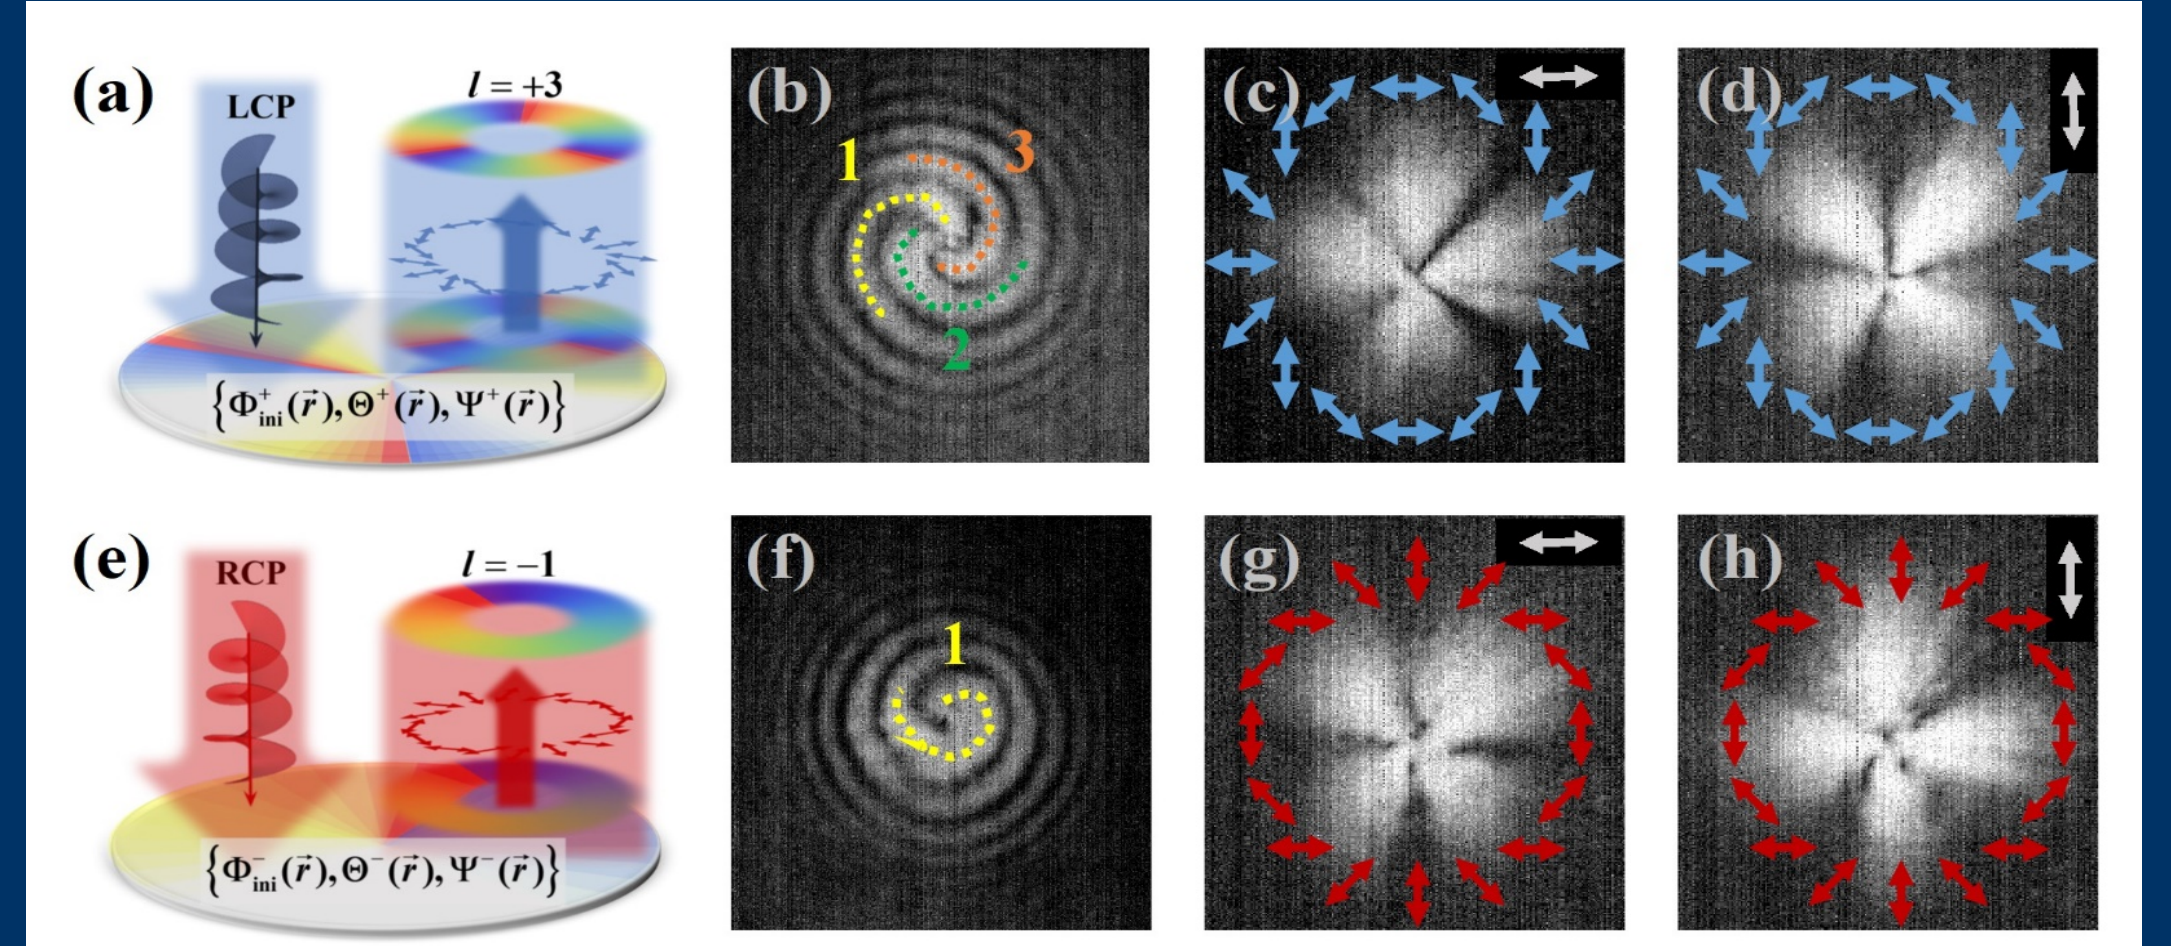 (a)
LCP
l = +3
{Φ⁺ᵢₙᵢ(r⃗), Θ⁺(r⃗), Ψ⁺(r⃗)}
(b)
1
3
2
(c)
(d)
(e)
RCP
l = −1
{Φ⁻ᵢₙᵢ(r⃗), Θ⁻(r⃗), Ψ⁻(r⃗)}
(f)
1
(g)
(h)